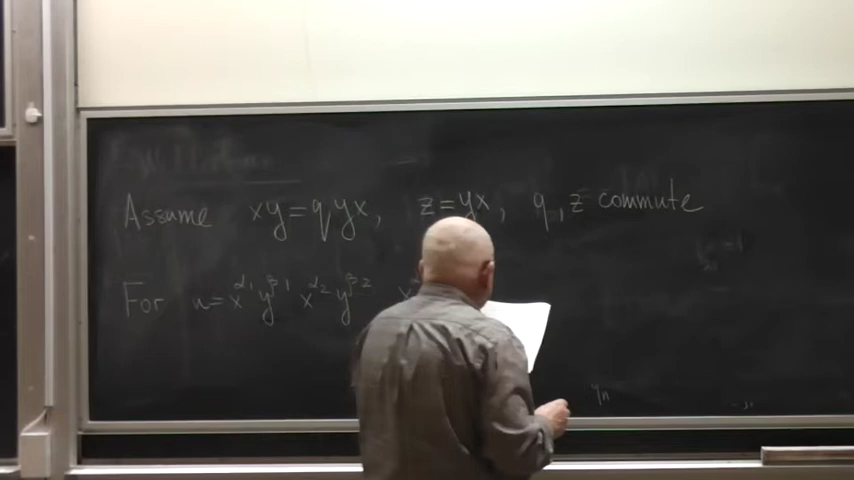 Assume xy=qyx, z=yx, q,z commute
For u=x^α1 y^β1 x^α2 y^β2 x